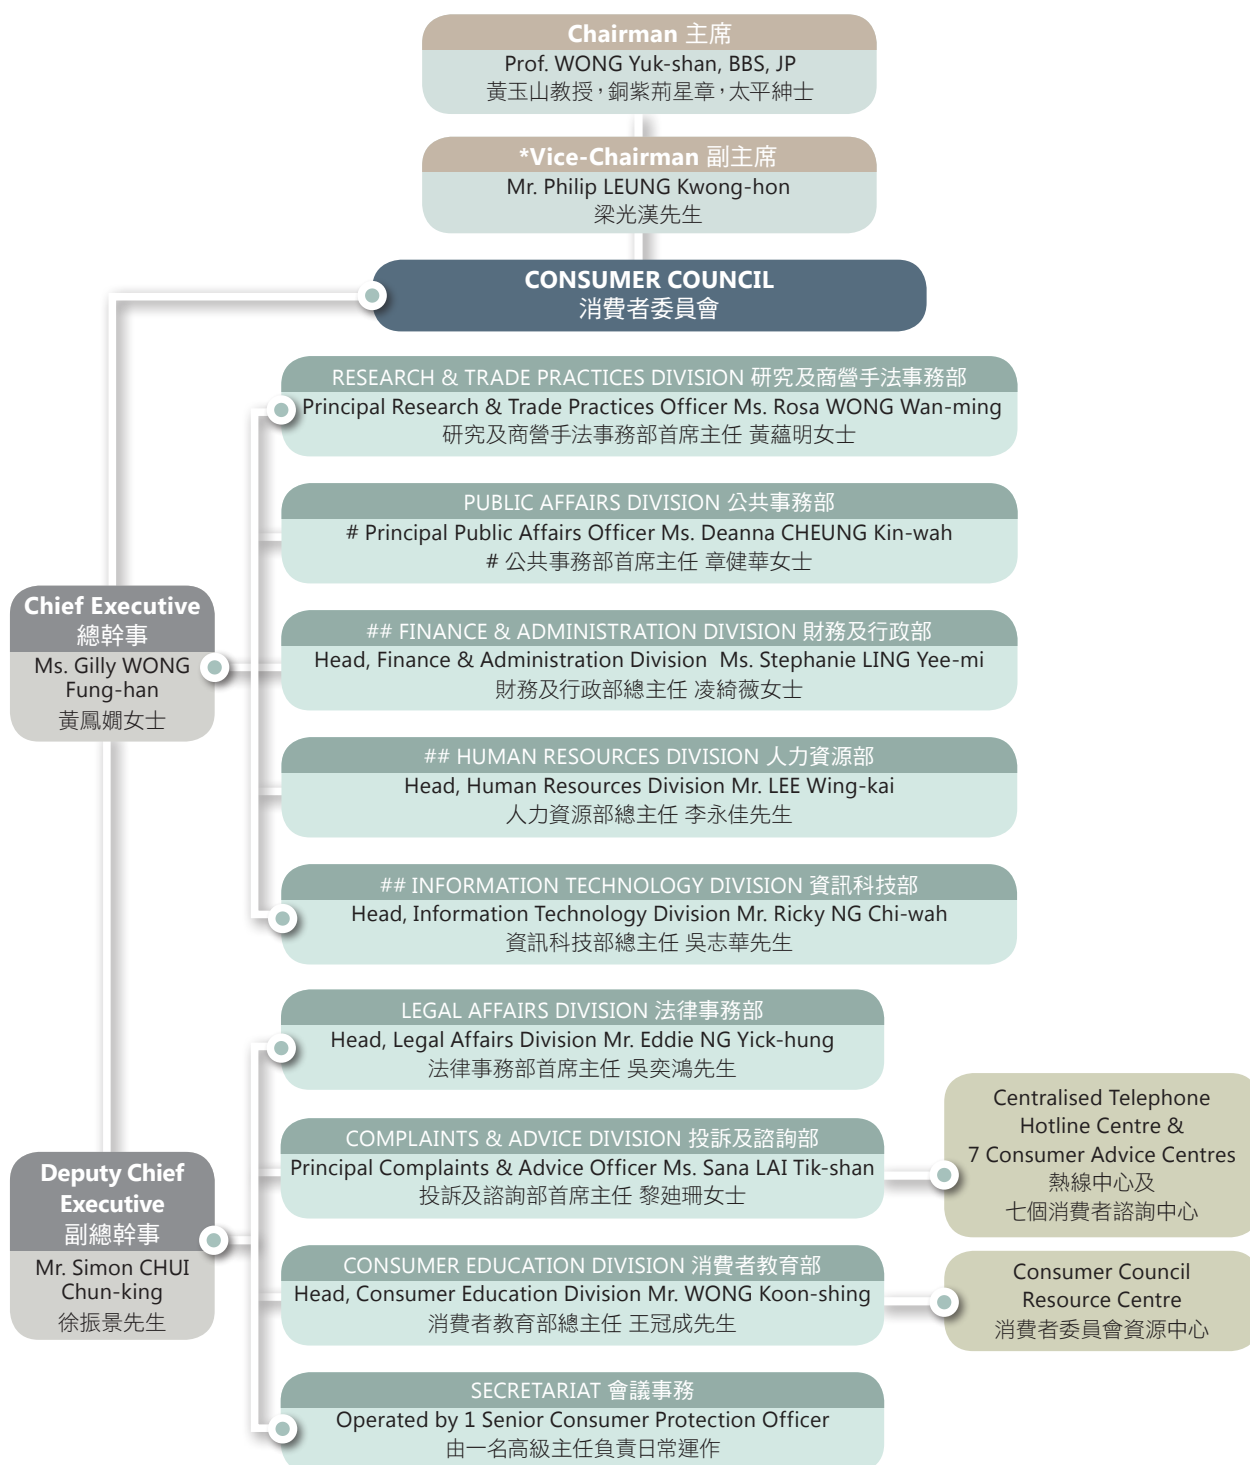 Chairman 主席
Prof. WONG Yuk-shan, BBS, JP
黃玉山教授，銅紫荊星章，太平紳士
*Vice-Chairman 副主席
Mr. Philip LEUNG Kwong-hon
梁光漢先生
CONSUMER COUNCIL
消費者委員會
RESEARCH & TRADE PRACTICES DIVISION 研究及商營手法事務部
Principal Research & Trade Practices Officer Ms. Rosa WONG Wan-ming
研究及商營手法事務部首席主任 黃蘊明女士
PUBLIC AFFAIRS DIVISION 公共事務部
# Principal Public Affairs Officer Ms. Deanna CHEUNG Kin-wah
# 公共事務部首席主任 章健華女士
Chief Executive
總幹事
Ms. Gilly WONG
Fung-han
黃鳳嫺女士
## FINANCE & ADMINISTRATION DIVISION 財務及行政部
Head, Finance & Administration Division Ms. Stephanie LING Yee-mi
財務及行政部總主任 凌綺薇女士
## HUMAN RESOURCES DIVISION 人力資源部
Head, Human Resources Division Mr. LEE Wing-kai
人力資源部總主任 李永佳先生
## INFORMATION TECHNOLOGY DIVISION 資訊科技部
Head, Information Technology Division Mr. Ricky NG Chi-wah
資訊科技部總主任 吳志華先生
LEGAL AFFAIRS DIVISION 法律事務部
Head, Legal Affairs Division Mr. Eddie NG Yick-hung
法律事務部首席主任 吳奕鴻先生
COMPLAINTS & ADVICE DIVISION 投訴及諮詢部
Principal Complaints & Advice Officer Ms. Sana LAI Tik-shan
投訴及諮詢部首席主任 黎廸珊女士
Centralised Telephone
Hotline Centre &
7 Consumer Advice Centres
熱線中心及
七個消費者諮詢中心
Deputy Chief
Executive
副總幹事
Mr. Simon CHUI
Chun-king
徐振景先生
CONSUMER EDUCATION DIVISION 消費者教育部
Head, Consumer Education Division Mr. WONG Koon-shing
消費者教育部總主任 王冠成先生
Consumer Council
Resource Centre
消費者委員會資源中心
SECRETARIAT 會議事務
Operated by 1 Senior Consumer Protection Officer
由一名高級主任負責日常運作